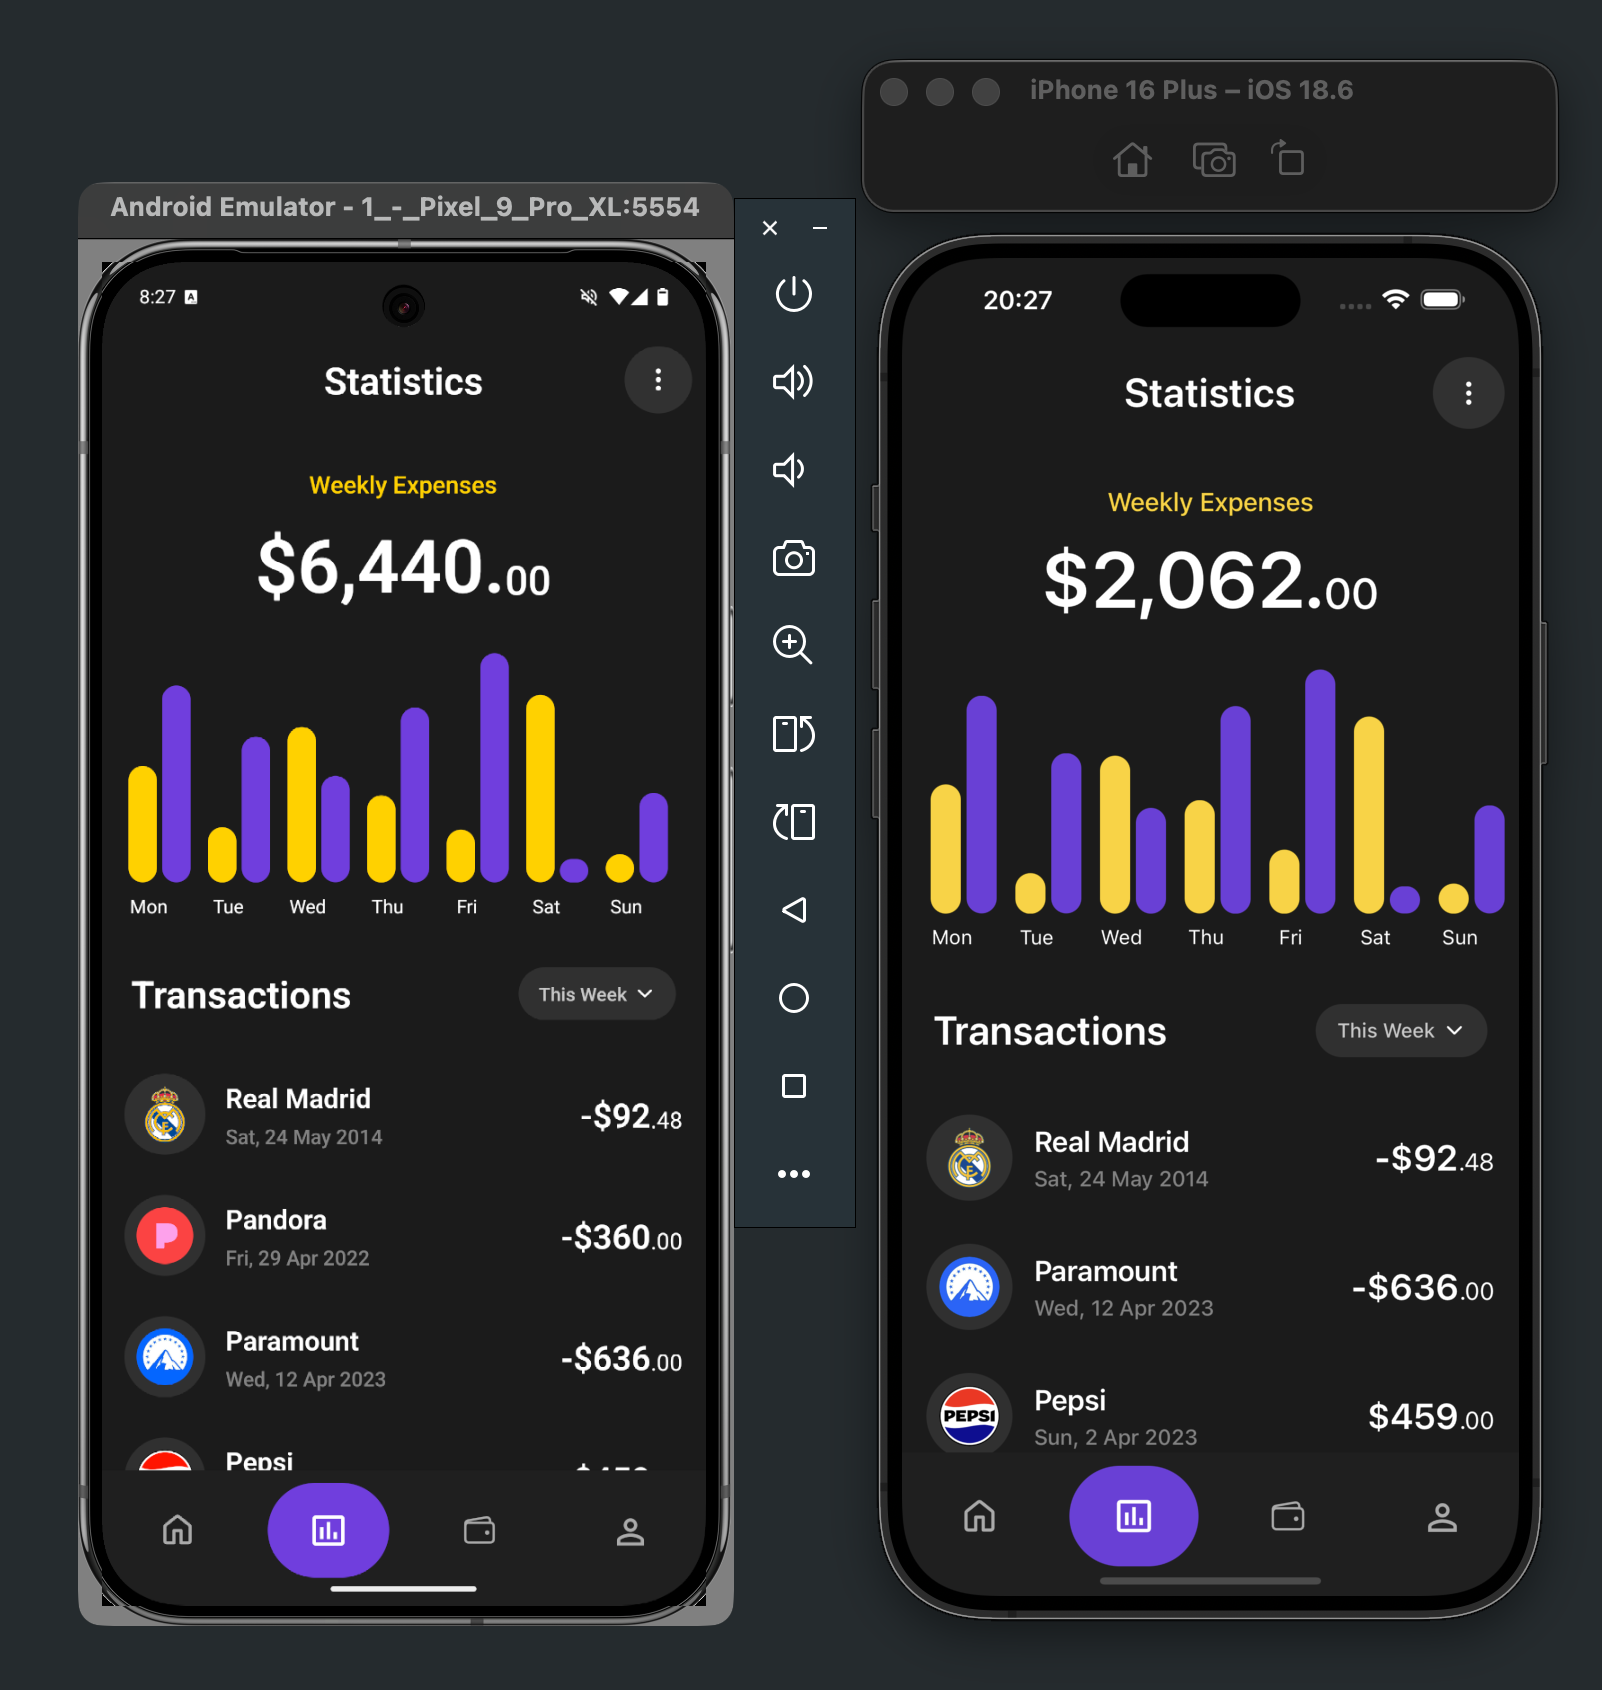 Android Emulator - 1_-_Pixel_9_Pro_XL:5554
8:27 A
Statistics
Weekly Expenses
$6,440.00
Mon Tue Wed Thu Fri Sat Sun
Transactions
This Week
Real Madrid
-$92.48
Sat, 24 May 2014
P
Pandora
-$360.00
Fri, 29 Apr 2022
Paramount
-$636.00
Wed, 12 Apr 2023
Pepsi
iPhone 16 Plus – iOS 18.6
20:27
Statistics
Weekly Expenses
$2,062.00
Mon Tue Wed Thu Fri Sat Sun
Transactions
This Week
Real Madrid
-$92.48
Sat, 24 May 2014
Paramount
-$636.00
Wed, 12 Apr 2023
PEPSI
Pepsi
$459.00
Sun, 2 Apr 2023